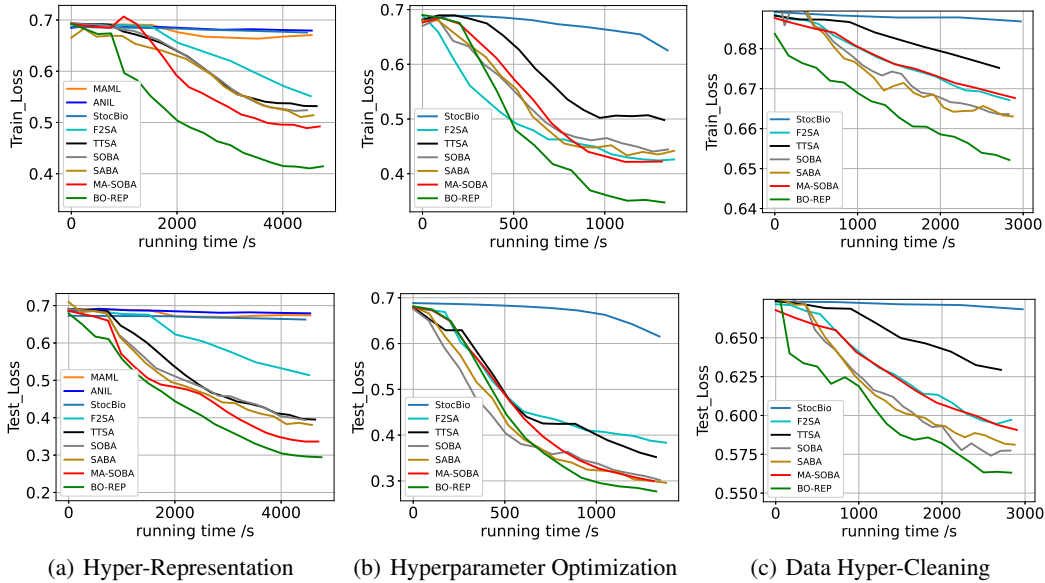 0.7
0.6
0.5
0.4
Train_Loss
MAML
ANIL
StocBio
F2SA
TTSA
SOBA
SABA
MA-SOBA
BO-REP
0 2000 4000
running time /s
0.7
0.6
0.5
0.4
Train_Loss
StocBio
F2SA
TTSA
SOBA
SABA
MA-SOBA
BO-REP
0 500 1000
running time /s
0.68
0.66
0.64
Train_Loss
StocBio
F2SA
TTSA
SOBA
SABA
MA-SOBA
BO-REP
0 1000 2000 3000
running time /s
0.7
0.6
0.5
0.4
0.3
0.2
Test_Loss
MAML
ANIL
StocBio
F2SA
TTSA
SOBA
SABA
MA-SOBA
BO-REP
0 2000 4000
running time /s
0.7
0.6
0.5
0.4
0.3
Test_Loss
StocBio
F2SA
TTSA
SOBA
SABA
MA-SOBA
BO-REP
0 500 1000
running time /s
0.650
0.625
0.600
0.575
0.550
Test_Loss
StocBio
F2SA
TTSA
SOBA
SABA
MA-SOBA
BO-REP
0 1000 2000 3000
running time /s
(a) Hyper-Representation
(b) Hyperparameter Optimization
(c) Data Hyper-Cleaning